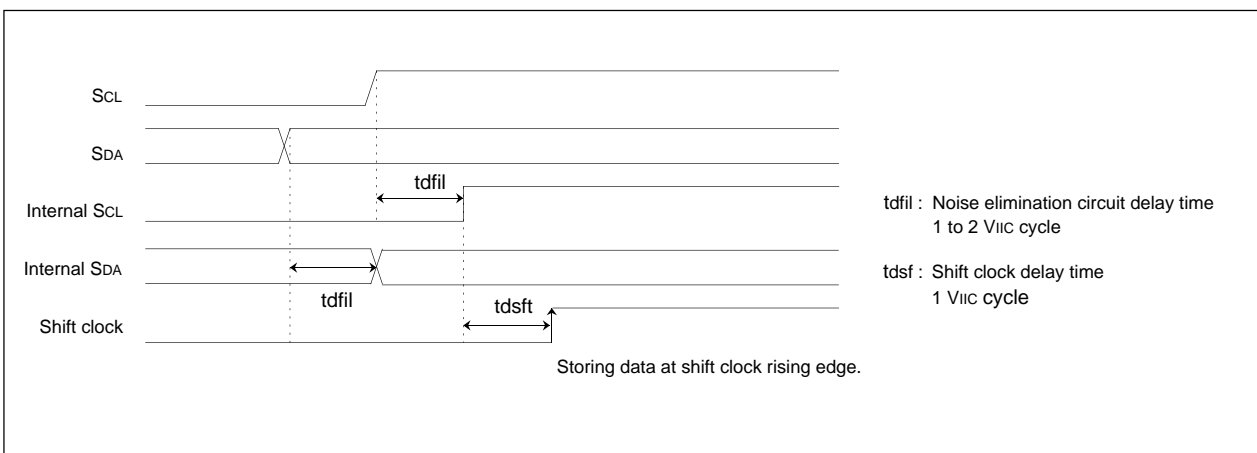 SCL
SDA
tdfil
Internal SCL
Internal SDA
tdfil
tdsft
Shift clock
Storing data at shift clock rising edge.
tdfil : Noise elimination circuit delay time
1 to 2 VIIC cycle
tdsf : Shift clock delay time
1 VIIC cycle